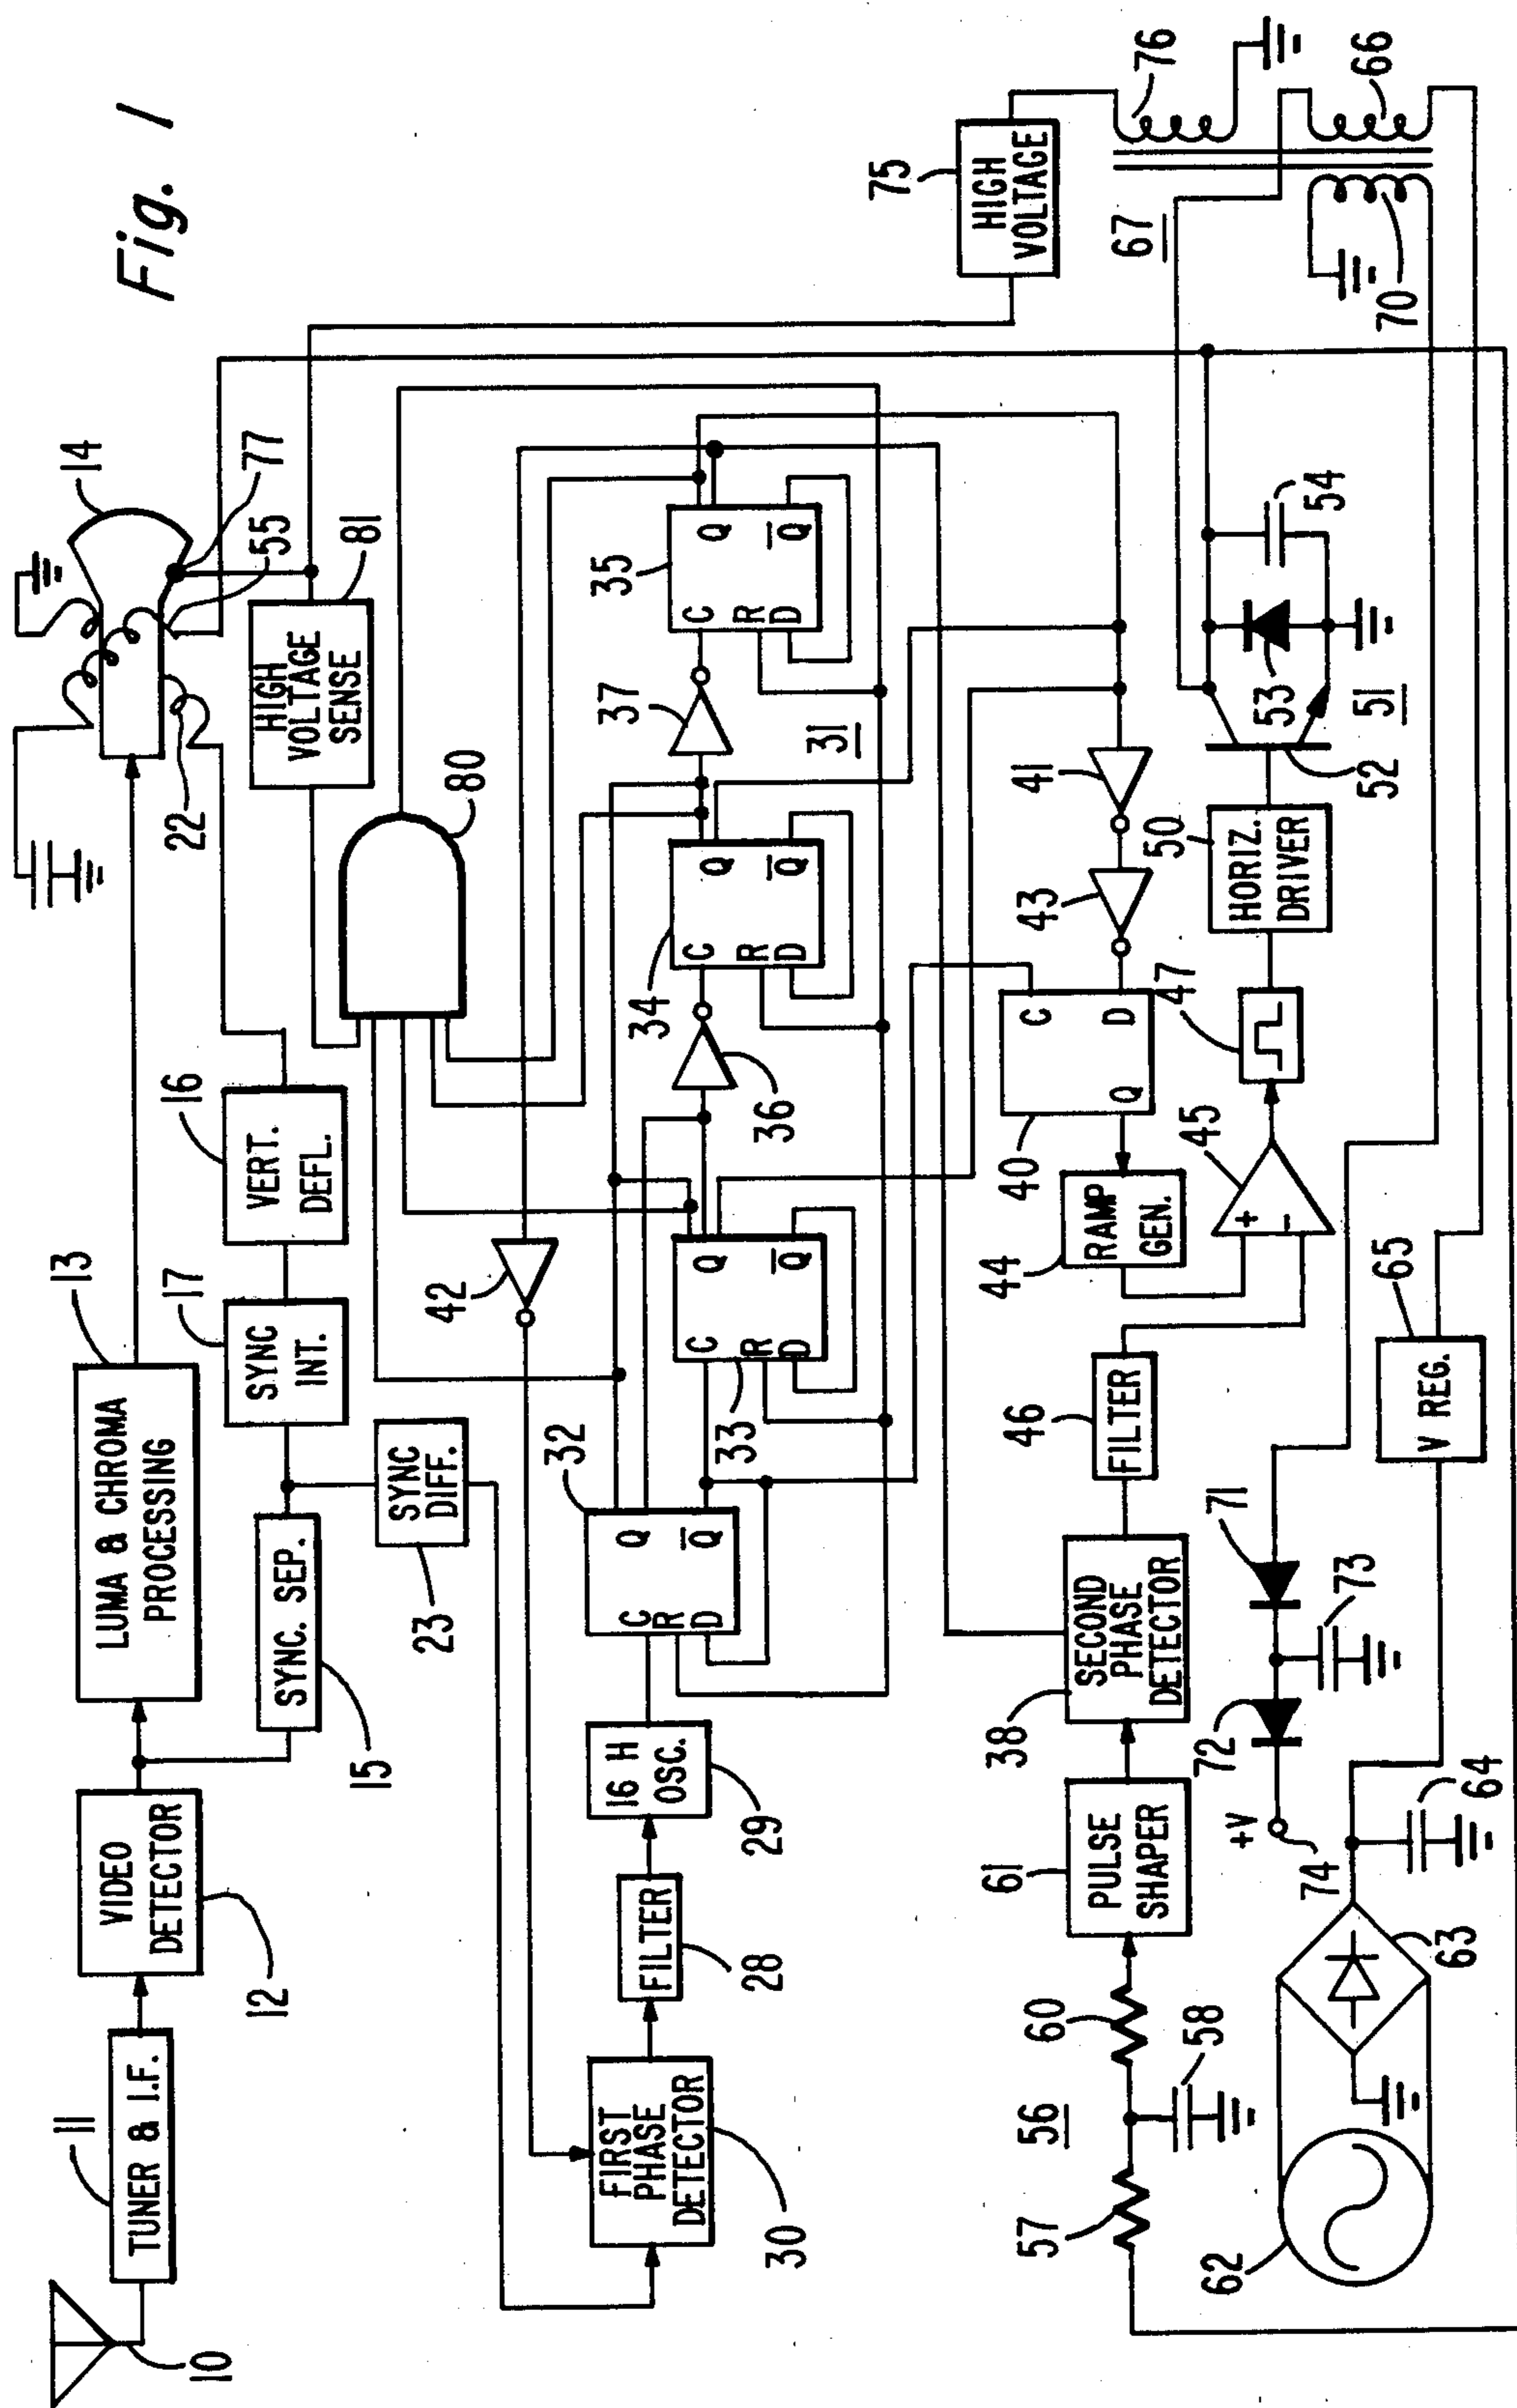 Fig. 1
10
11
TUNER & I.F.
12
VIDEO
DETECTOR
13
LUMA & CHROMA
PROCESSING
14
77
55
22
15
SYNC. SEP.
17
SYNC
INT.
16
VERT.
DEFL.
81
HIGH
VOLTAGE
SENSE
80
23
SYNC
DIFF.
42
30
FIRST
PHASE
DETECTOR
28
FILTER
29
16 H
OSC.
32
C
R
D
Q
Q̅
33
C
R
D
Q
Q̅
36
34
C
R
D
Q
Q̅
37
31
35
C
R
D
Q
Q̅
75
HIGH
VOLTAGE
76
67
66
70
41
43
40
C
D
Q
44
RAMP
GEN.
45
+
−
47
50
HORIZ.
DRIVER
51
52
53
54
46
FILTER
38
SECOND
PHASE
DETECTOR
61
PULSE
SHAPER
60
58
56
57
62
63
64
65
V REG.
71
72
73
74
+V